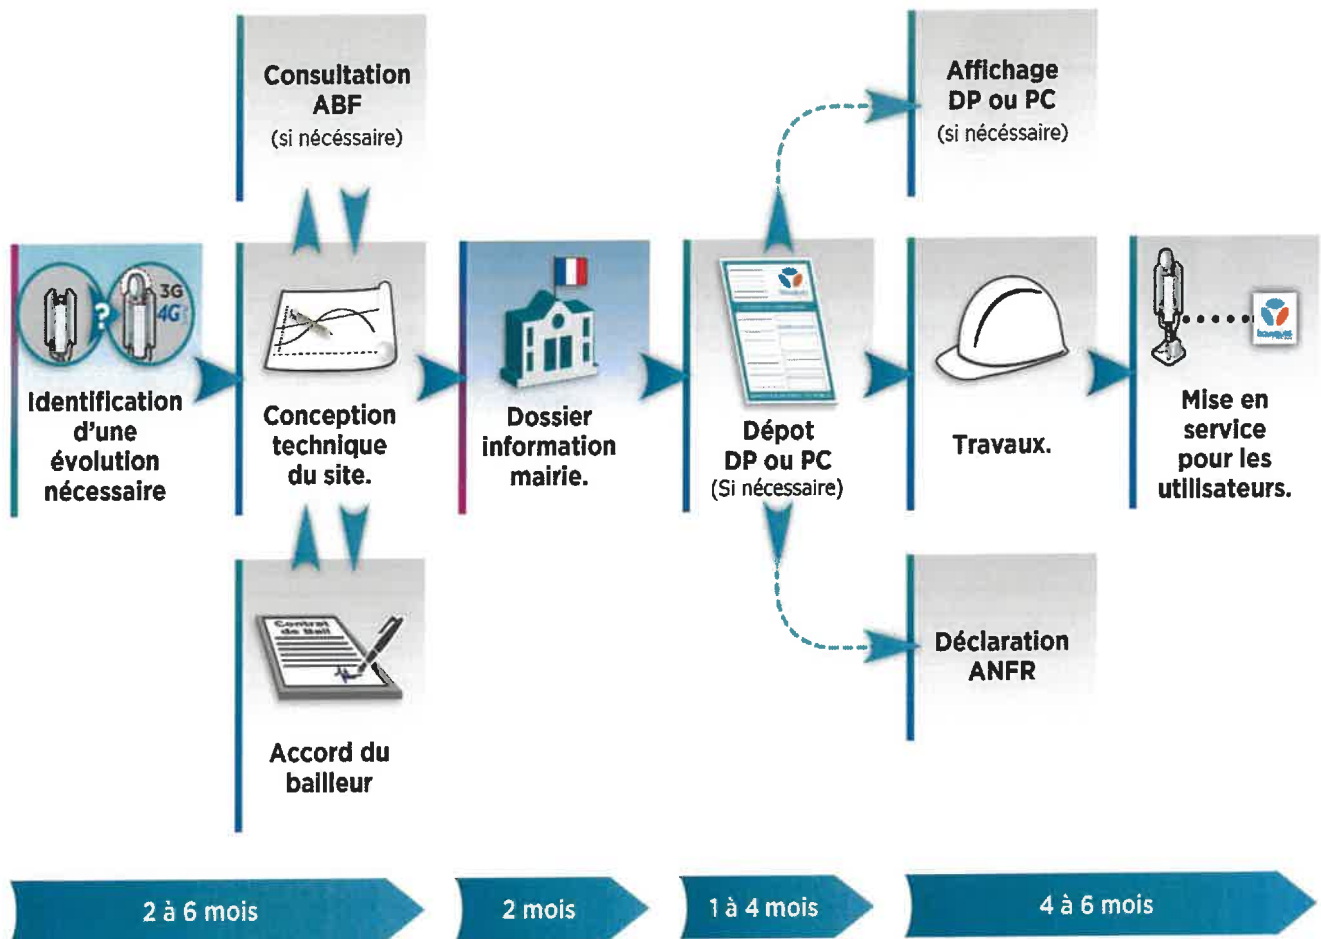 Consultation
ABF
(si nécéssaire)
Affichage
DP ou PC
(si nécéssaire)
3G
4G
?
Identification
d'une
évolution
nécessaire
Conception
technique
du site.
Dossier
information
mairie.
Dépot
DP ou PC
(Si nécessaire)
Travaux.
Mise en
service
pour les
utilisateurs.
Contrat
de Bail
Accord du
bailleur
Déclaration
ANFR
2 à 6 mois
2 mois
1 à 4 mois
4 à 6 mois